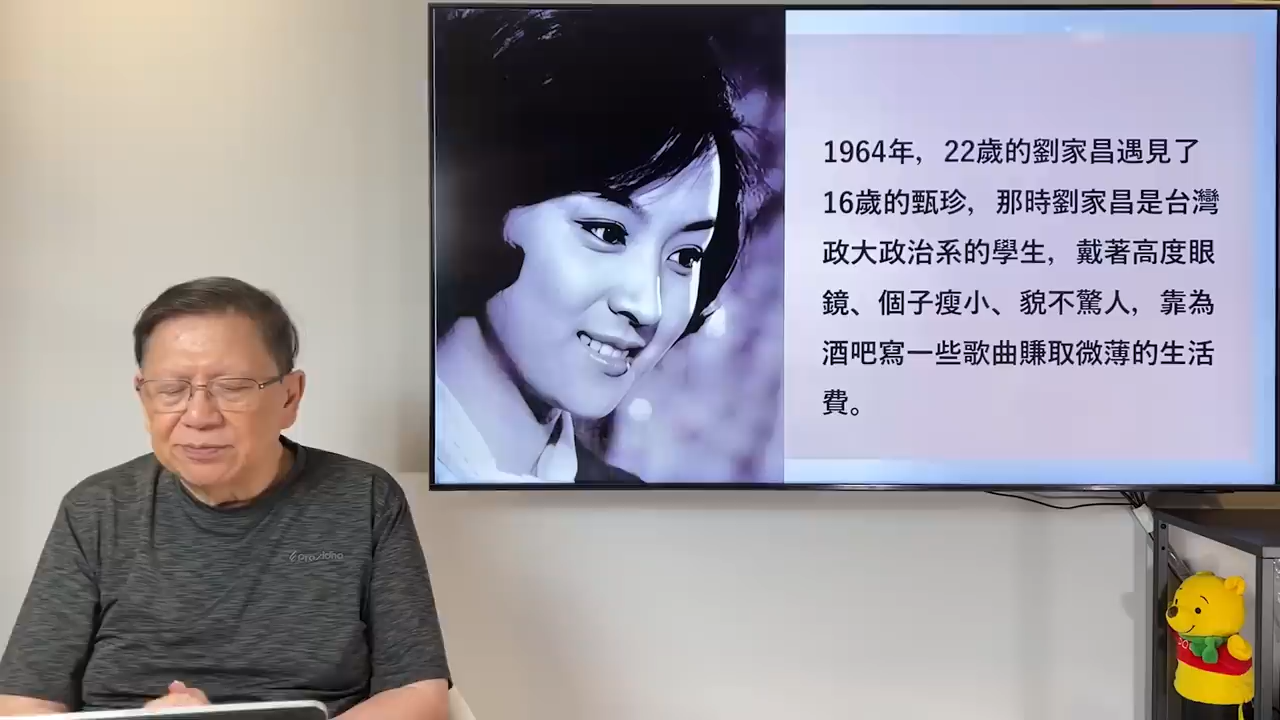 1964年，22歲的劉家昌遇見了
16歲的甄珍，那時劉家昌是台灣
政大政治系的學生，戴著高度眼
鏡、個子瘦小、貌不驚人，靠為
酒吧寫一些歌曲賺取微薄的生活
費。